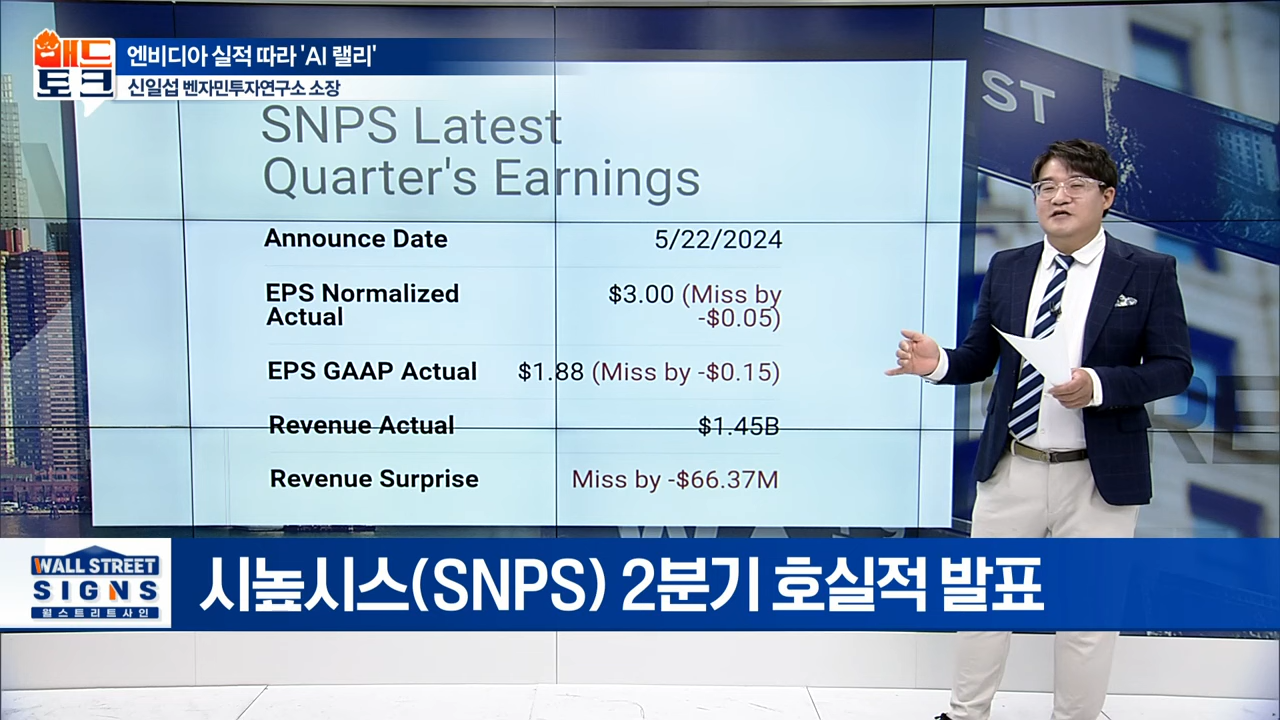 매드
토크
엔비디아 실적 따라 'AI 랠리'
신일섭 벤자민투자연구소 소장
ST
SNPS Latest
Quarter's Earnings
Announce Date 5/22/2024
EPS Normalized Actual $3.00 (Miss by -$0.05)
EPS GAAP Actual $1.88 (Miss by -$0.15)
Revenue Actual $1.45B
Revenue Surprise Miss by -$66.37M
WALL STREET
SIGNS
월스트리트사인
시높시스(SNPS) 2분기 호실적 발표